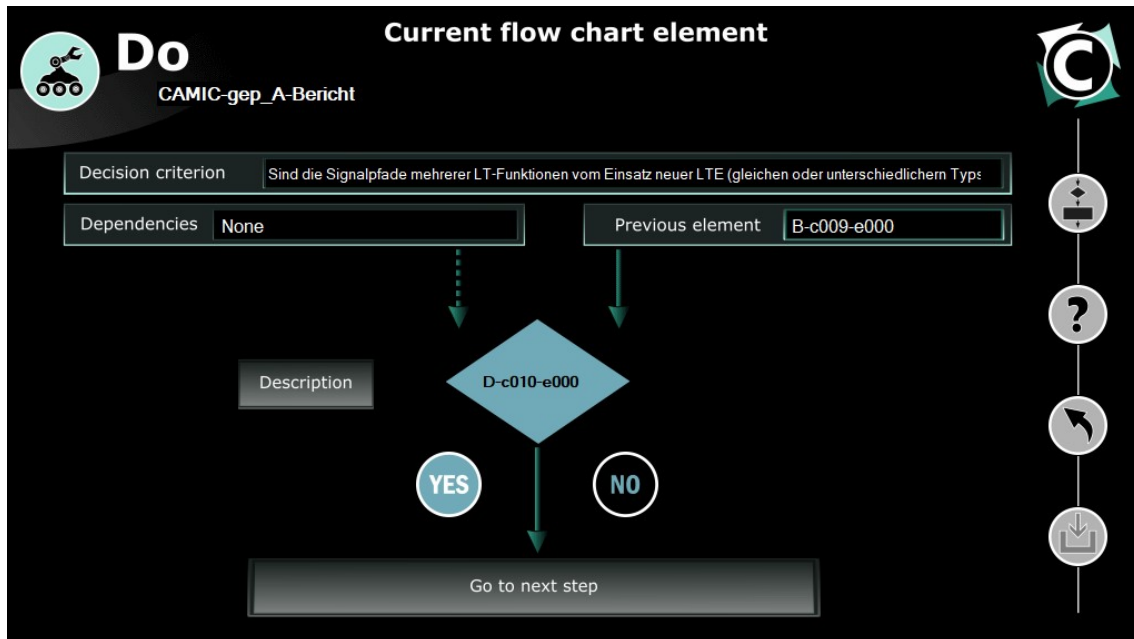 Current flow chart element
Do
CAMIC-gep_A-Bericht
C
Decision criterion
Sind die Signalpfade mehrerer LT-Funktionen vom Einsatz neuer LTE (gleichen oder unterschiedlichern Typs
Dependencies
None
Previous element
B-c009-e000
?
Description
D-c010-e000
YES
NO
Go to next step